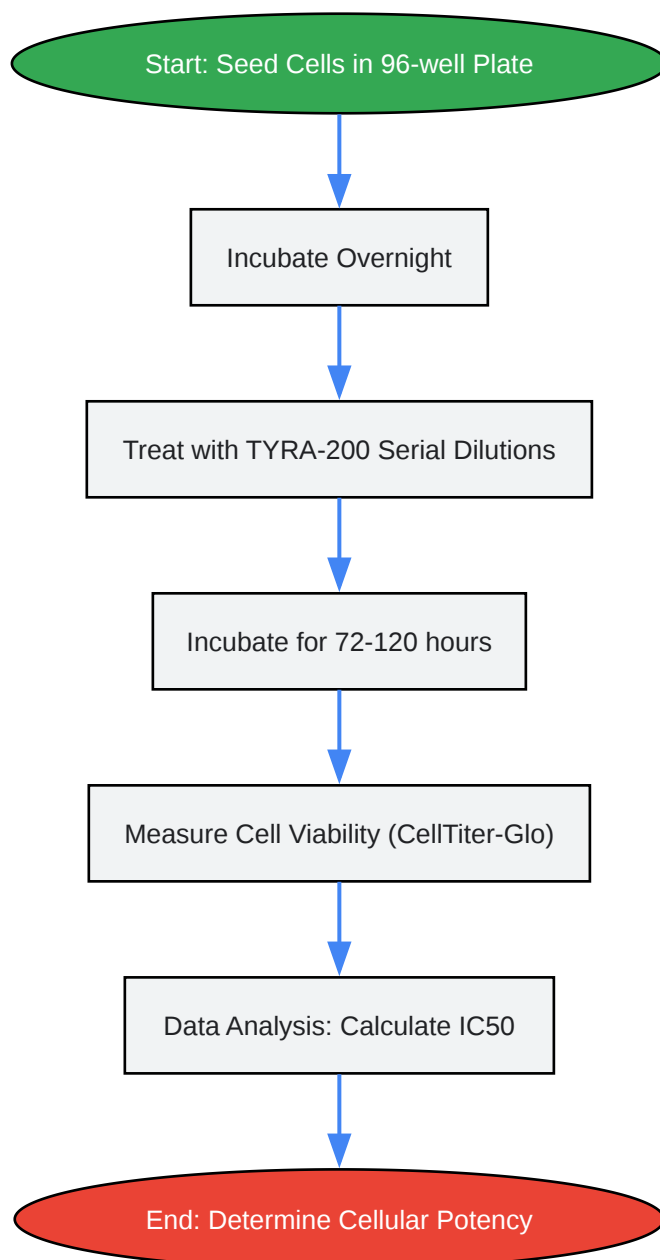 Start: Seed Cells in 96-well Plate
Incubate Overnight
Treat with TYRA-200 Serial Dilutions
Incubate for 72-120 hours
Measure Cell Viability (CellTiter-Glo)
Data Analysis: Calculate IC50
End: Determine Cellular Potency